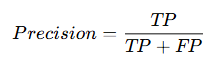 Precision = TP / TP + FP